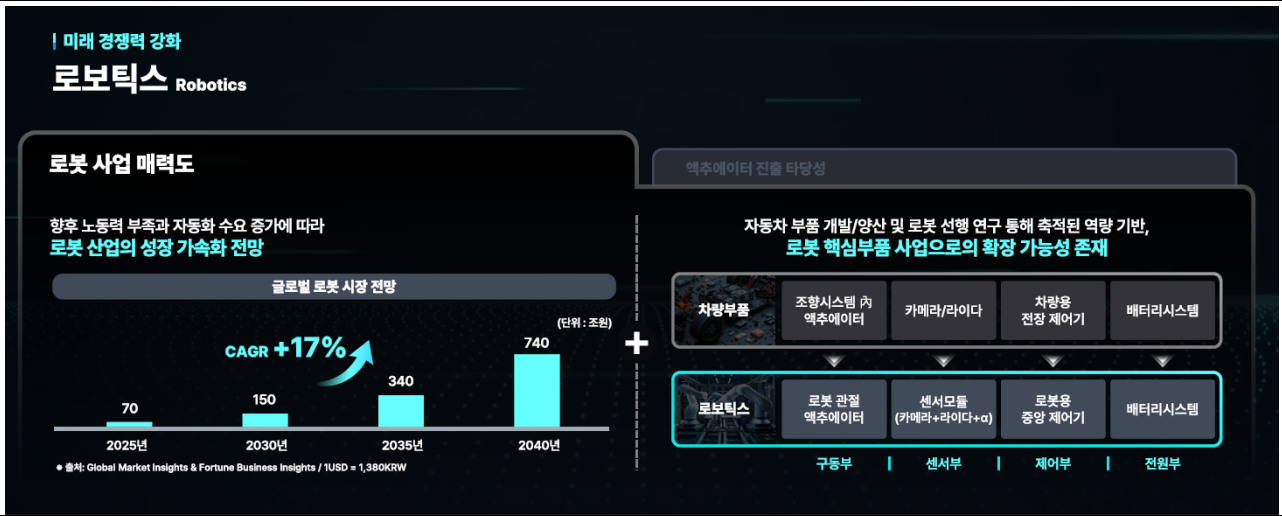 미래 경쟁력 강화
로보틱스 Robotics
로봇 사업 매력도
액추에이터 진출 타당성
향후 노동력 부족과 자동화 수요 증가에 따라
로봇 산업의 성장 가속화 전망
글로벌 로봇 시장 전망
(단위 : 조원)
CAGR +17%
70
150
340
740
2025년
2030년
2035년
2040년
※ 출처: Global Market Insights & Fortune Business Insights / 1USD = 1,380KRW
+
자동차 부품 개발/양산 및 로봇 선행 연구 통해 축적된 역량 기반,
로봇 핵심부품 사업으로의 확장 가능성 존재
차량부품
조향시스템 內
액추에이터
카메라/라이다
차량용
전장 제어기
배터리시스템
로보틱스
로봇 관절
액추에이터
센서모듈
(카메라+라이다+α)
로봇용
중앙 제어기
배터리시스템
구동부 | 센서부 | 제어부 | 전원부